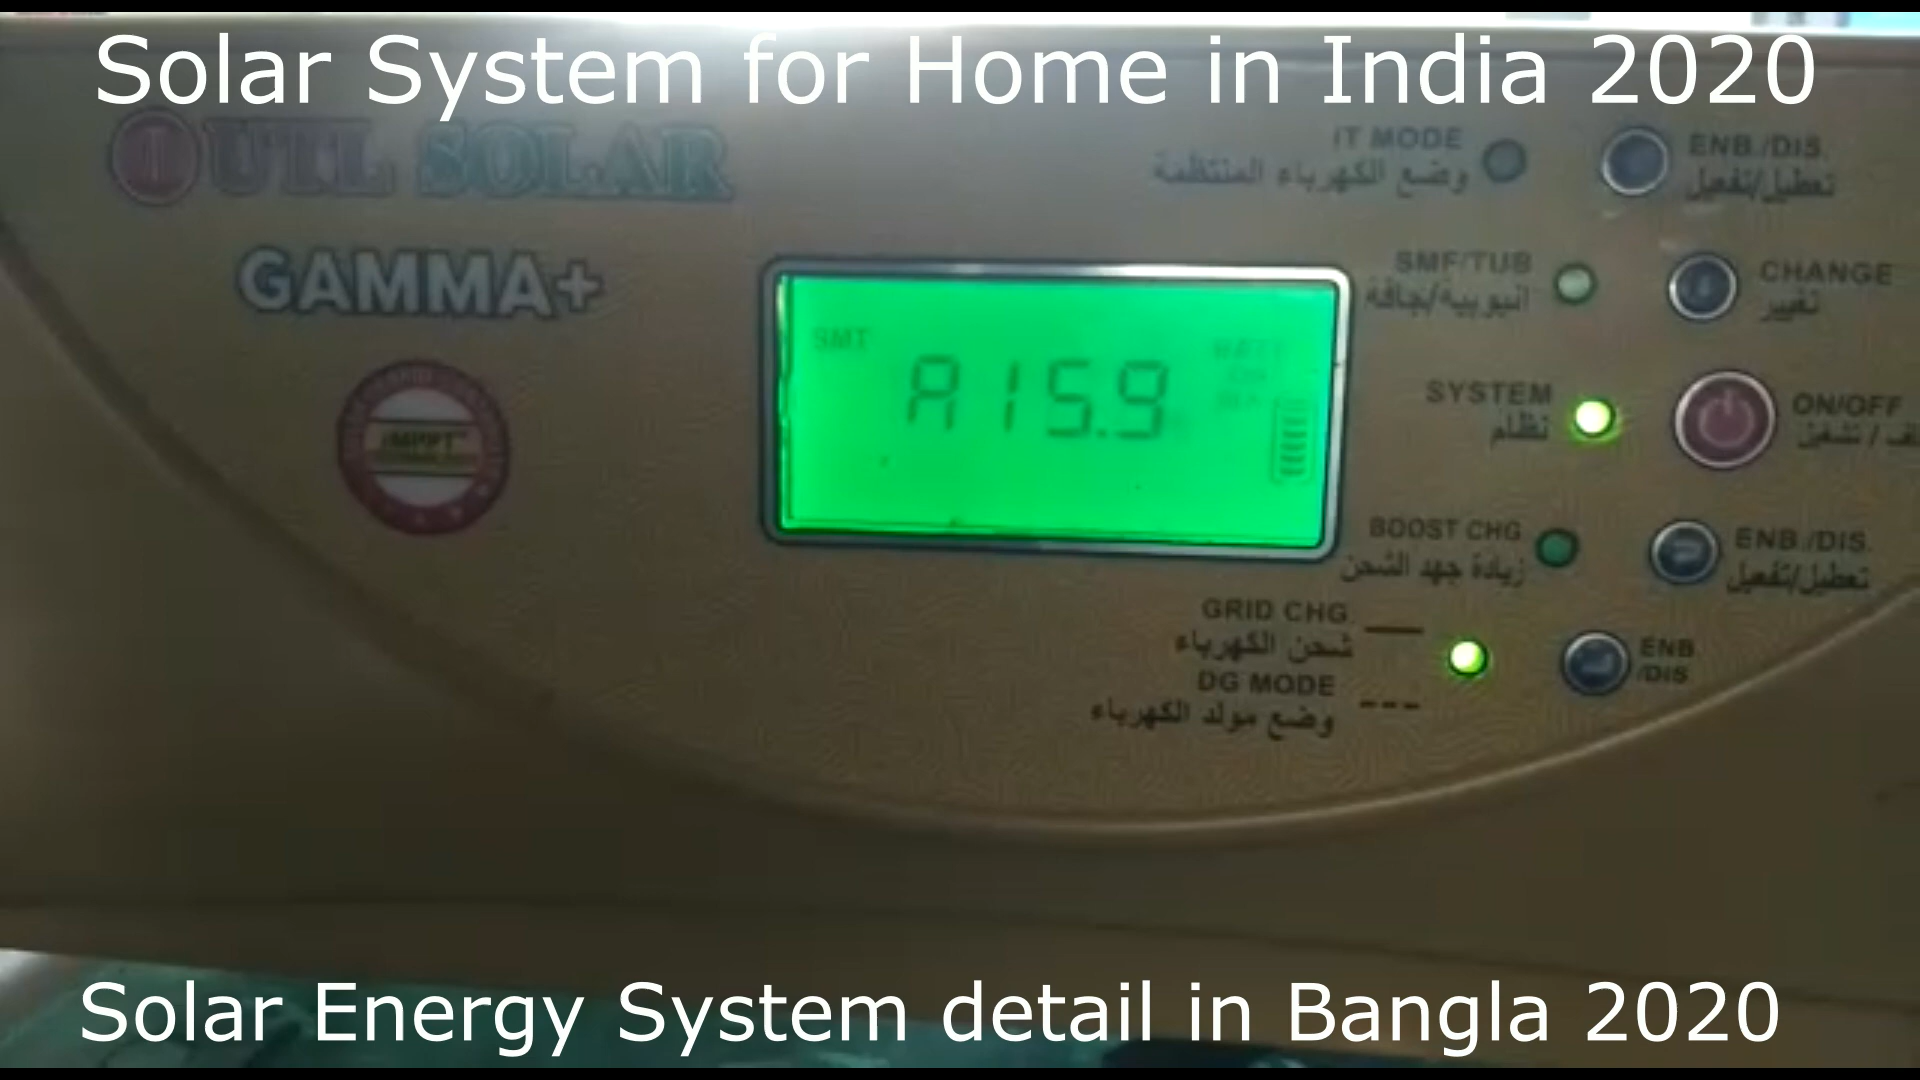 Solar System for Home in India 2020
UTL SOLAR
GAMMA+
IT MODE
وضع الكهرباء المنتظمة
ENB./DIS.
تعطيل/تفعيل
SMF/TUB
CHANGE
تغيير
SMT
A 15.9
SYSTEM
نظام
ON/OFF
BOOST CHG
زيادة جهد الشحن
ENB./DIS.
تعطيل/تفعيل
GRID CHG
شحن الكهرباء
ENB
/DIS
DG MODE
وضع مولد الكهرباء
Solar Energy System detail in Bangla 2020